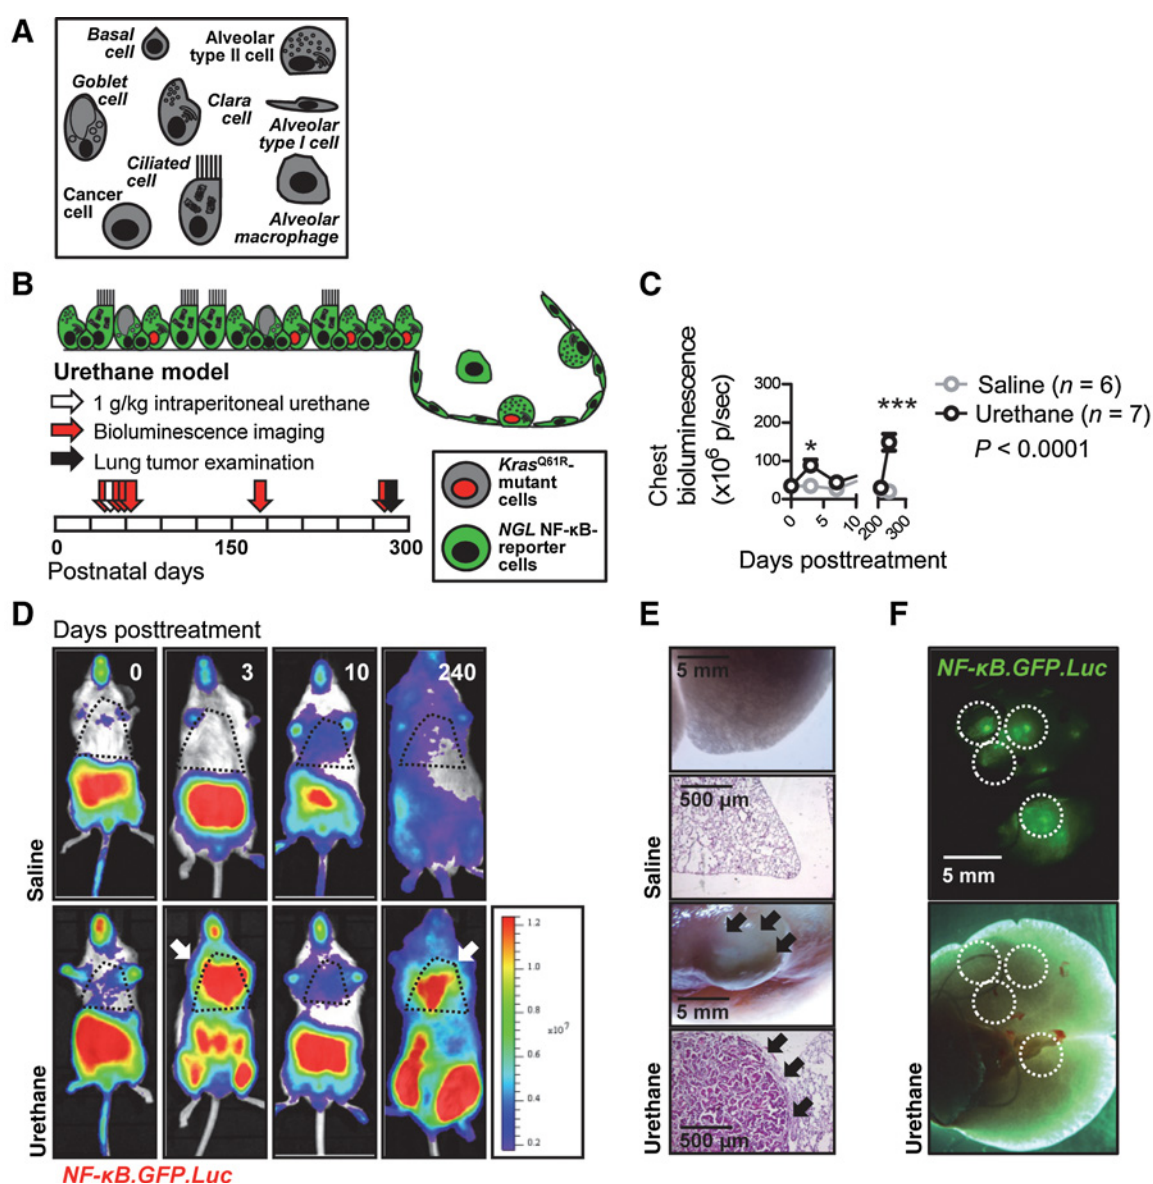 A
Basal
cell
Alveolar
type II cell
Goblet
cell
Clara
cell
Alveolar
type I cell
Ciliated
cell
Cancer
cell
Alveolar
macrophage
B
Urethane model
1 g/kg intraperitoneal urethane
Bioluminescence imaging
Lung tumor examination
0 150 300
Postnatal days
KrasQ61R-
mutant
cells
NGL NF-κB-
reporter
cells
C
Chest
bioluminescence
(x10⁶ p/sec)
300
200
100
0
*
***
0 5 10 200 300
Days posttreatment
Saline (n = 6)
Urethane (n = 7)
P < 0.0001
D
Days posttreatment
0 3 10 240
Saline
Urethane
1.2
1.0
0.8
x10⁷
0.6
0.4
0.2
NF-κB.GFP.Luc
E
5 mm
500 µm
Saline
5 mm
500 µm
Urethane
F
NF-κB.GFP.Luc
5 mm
Urethane